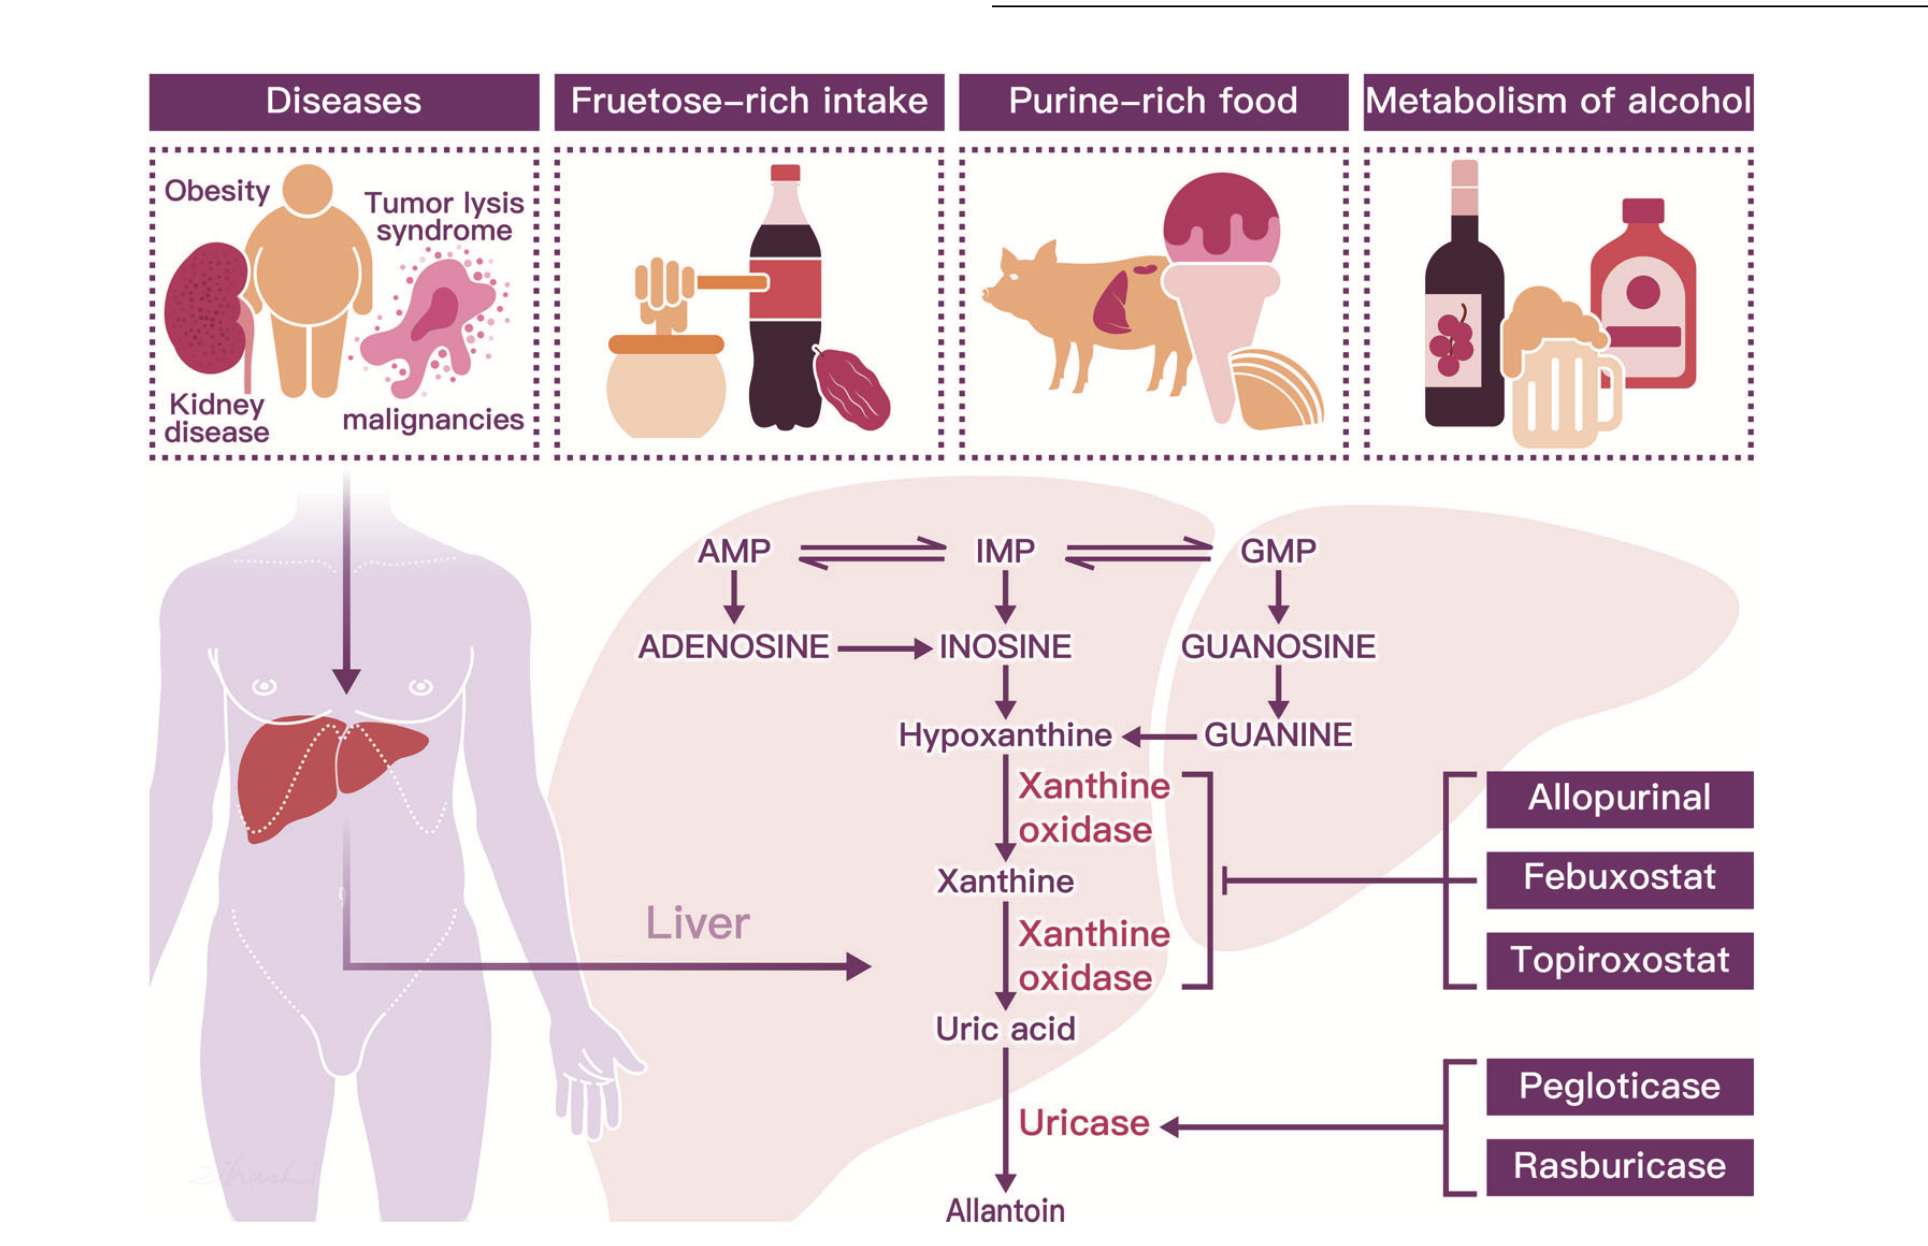 Diseases
Fruetose-rich intake
Purine-rich food
Metabolism of alcohol
Obesity
Tumor lysis
syndrome
Kidney
disease
malignancies
AMP
IMP
GMP
ADENOSINE
INOSINE
GUANOSINE
Hypoxanthine
GUANINE
Xanthine
oxidase
Xanthine
Xanthine
oxidase
Uric acid
Uricase
Allantoin
Liver
Allopurinal
Febuxostat
Topiroxostat
Pegloticase
Rasburicase